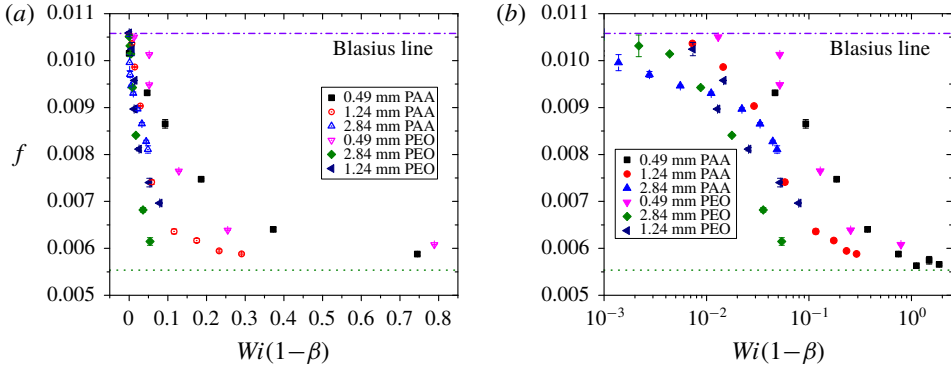 (a)
0.011
0.010
0.009
0.008
0.007
0.006
0.005
f
Blasius line
0.49 mm PAA
1.24 mm PAA
2.84 mm PAA
0.49 mm PEO
2.84 mm PEO
1.24 mm PEO
0 0.1 0.2 0.3 0.4 0.5 0.6 0.7 0.8
Wi(1−β)
(b)
0.011
0.010
0.009
0.008
0.007
0.006
0.005
Blasius line
0.49 mm PAA
1.24 mm PAA
2.84 mm PAA
0.49 mm PEO
2.84 mm PEO
1.24 mm PEO
10⁻³ 10⁻² 10⁻¹ 10⁰
Wi(1−β)